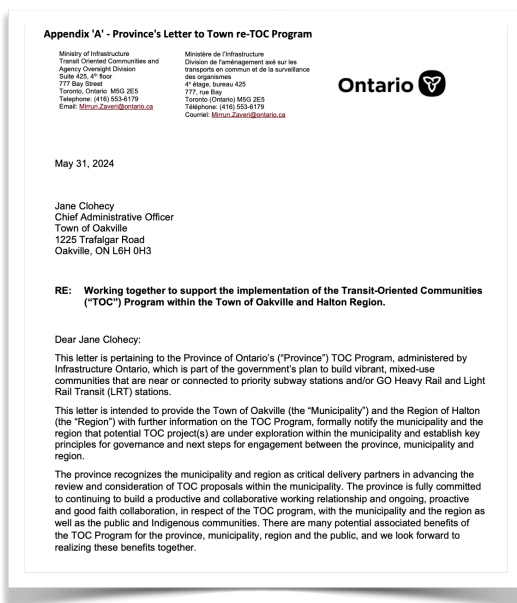 Appendix 'A' - Province's Letter to Town re-TOC Program
Ministry of Infrastructure
Transit Oriented Communities and
Agency Oversight Division
Suite 425, 4th floor
777 Bay Street
Toronto, Ontario M5G 2E5
Telephone: (416) 553-6179
Email: Mirrun.Zaveri@ontario.ca
Ministère de l'Infrastructure
Division de l'aménagement axé sur les
transports en commun et de la surveillance
des organismes
4e étage, bureau 425
777, rue Bay
Toronto (Ontario) M5G 2E5
Téléphone: (416) 553-6179
Courriel: Mirrun.Zaveri@ontario.ca
Ontario
May 31, 2024
Jane Clohecy
Chief Administrative Officer
Town of Oakville
1225 Trafalgar Road
Oakville, ON L6H 0H3
RE: Working together to support the implementation of the Transit-Oriented Communities
("TOC") Program within the Town of Oakville and Halton Region.
Dear Jane Clohecy:
This letter is pertaining to the Province of Ontario's ("Province") TOC Program, administered by
Infrastructure Ontario, which is part of the government's plan to build vibrant, mixed-use
communities that are near or connected to priority subway stations and/or GO Heavy Rail and Light
Rail Transit (LRT) stations.
This letter is intended to provide the Town of Oakville (the "Municipality") and the Region of Halton
(the "Region") with further information on the TOC Program, formally notify the municipality and the
region that potential TOC project(s) are under exploration within the municipality and establish key
principles for governance and next steps for engagement between the province, municipality and
region.
The province recognizes the municipality and region as critical delivery partners in advancing the
review and consideration of TOC proposals within the municipality. The province is fully committed
to continuing to build a productive and collaborative working relationship and ongoing, proactive
and good faith collaboration, in respect of the TOC program, with the municipality and the region as
well as the public and Indigenous communities. There are many potential associated benefits of
the TOC Program for the province, municipality, region and the public, and we look forward to
realizing these benefits together.